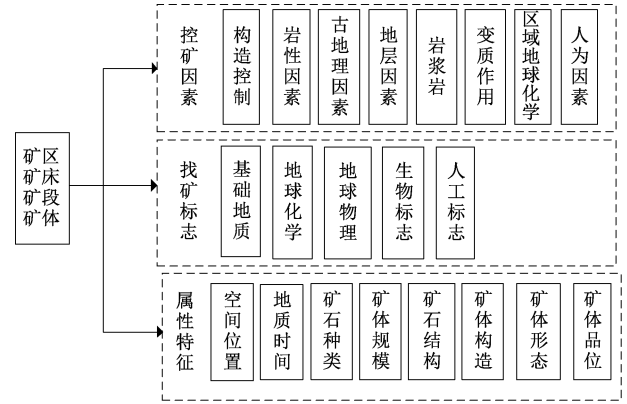 控矿因素
构造控制
岩性因素
古地理因素
地层因素
岩浆岩
变质作用
区域地球化学
人为因素
矿区
矿床
矿段
矿体
找矿标志
基础地质
地球化学
地球物理
生物标志
人工标志
属性特征
空间位置
地质时间
矿石种类
矿体规模
矿石结构
矿体构造
矿体形态
矿体品位